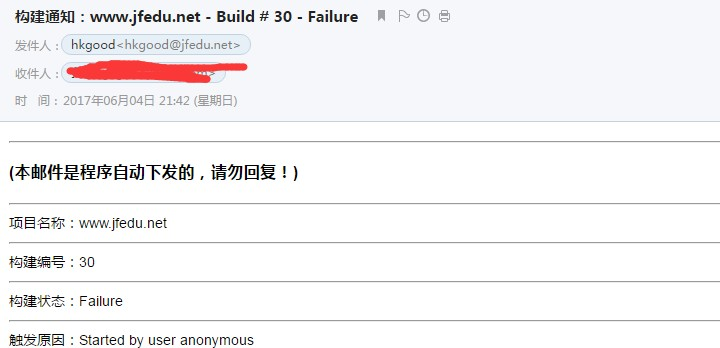 构建通知：www.jfedu.net - Build # 30 - Failure
发件人：hkgood<hkgood@jfedu.net>
收件人：
时 间：2017年06月04日 21:42 (星期日)
(本邮件是程序自动下发的，请勿回复！)
项目名称：www.jfedu.net
构建编号：30
构建状态：Failure
触发原因：Started by user anonymous